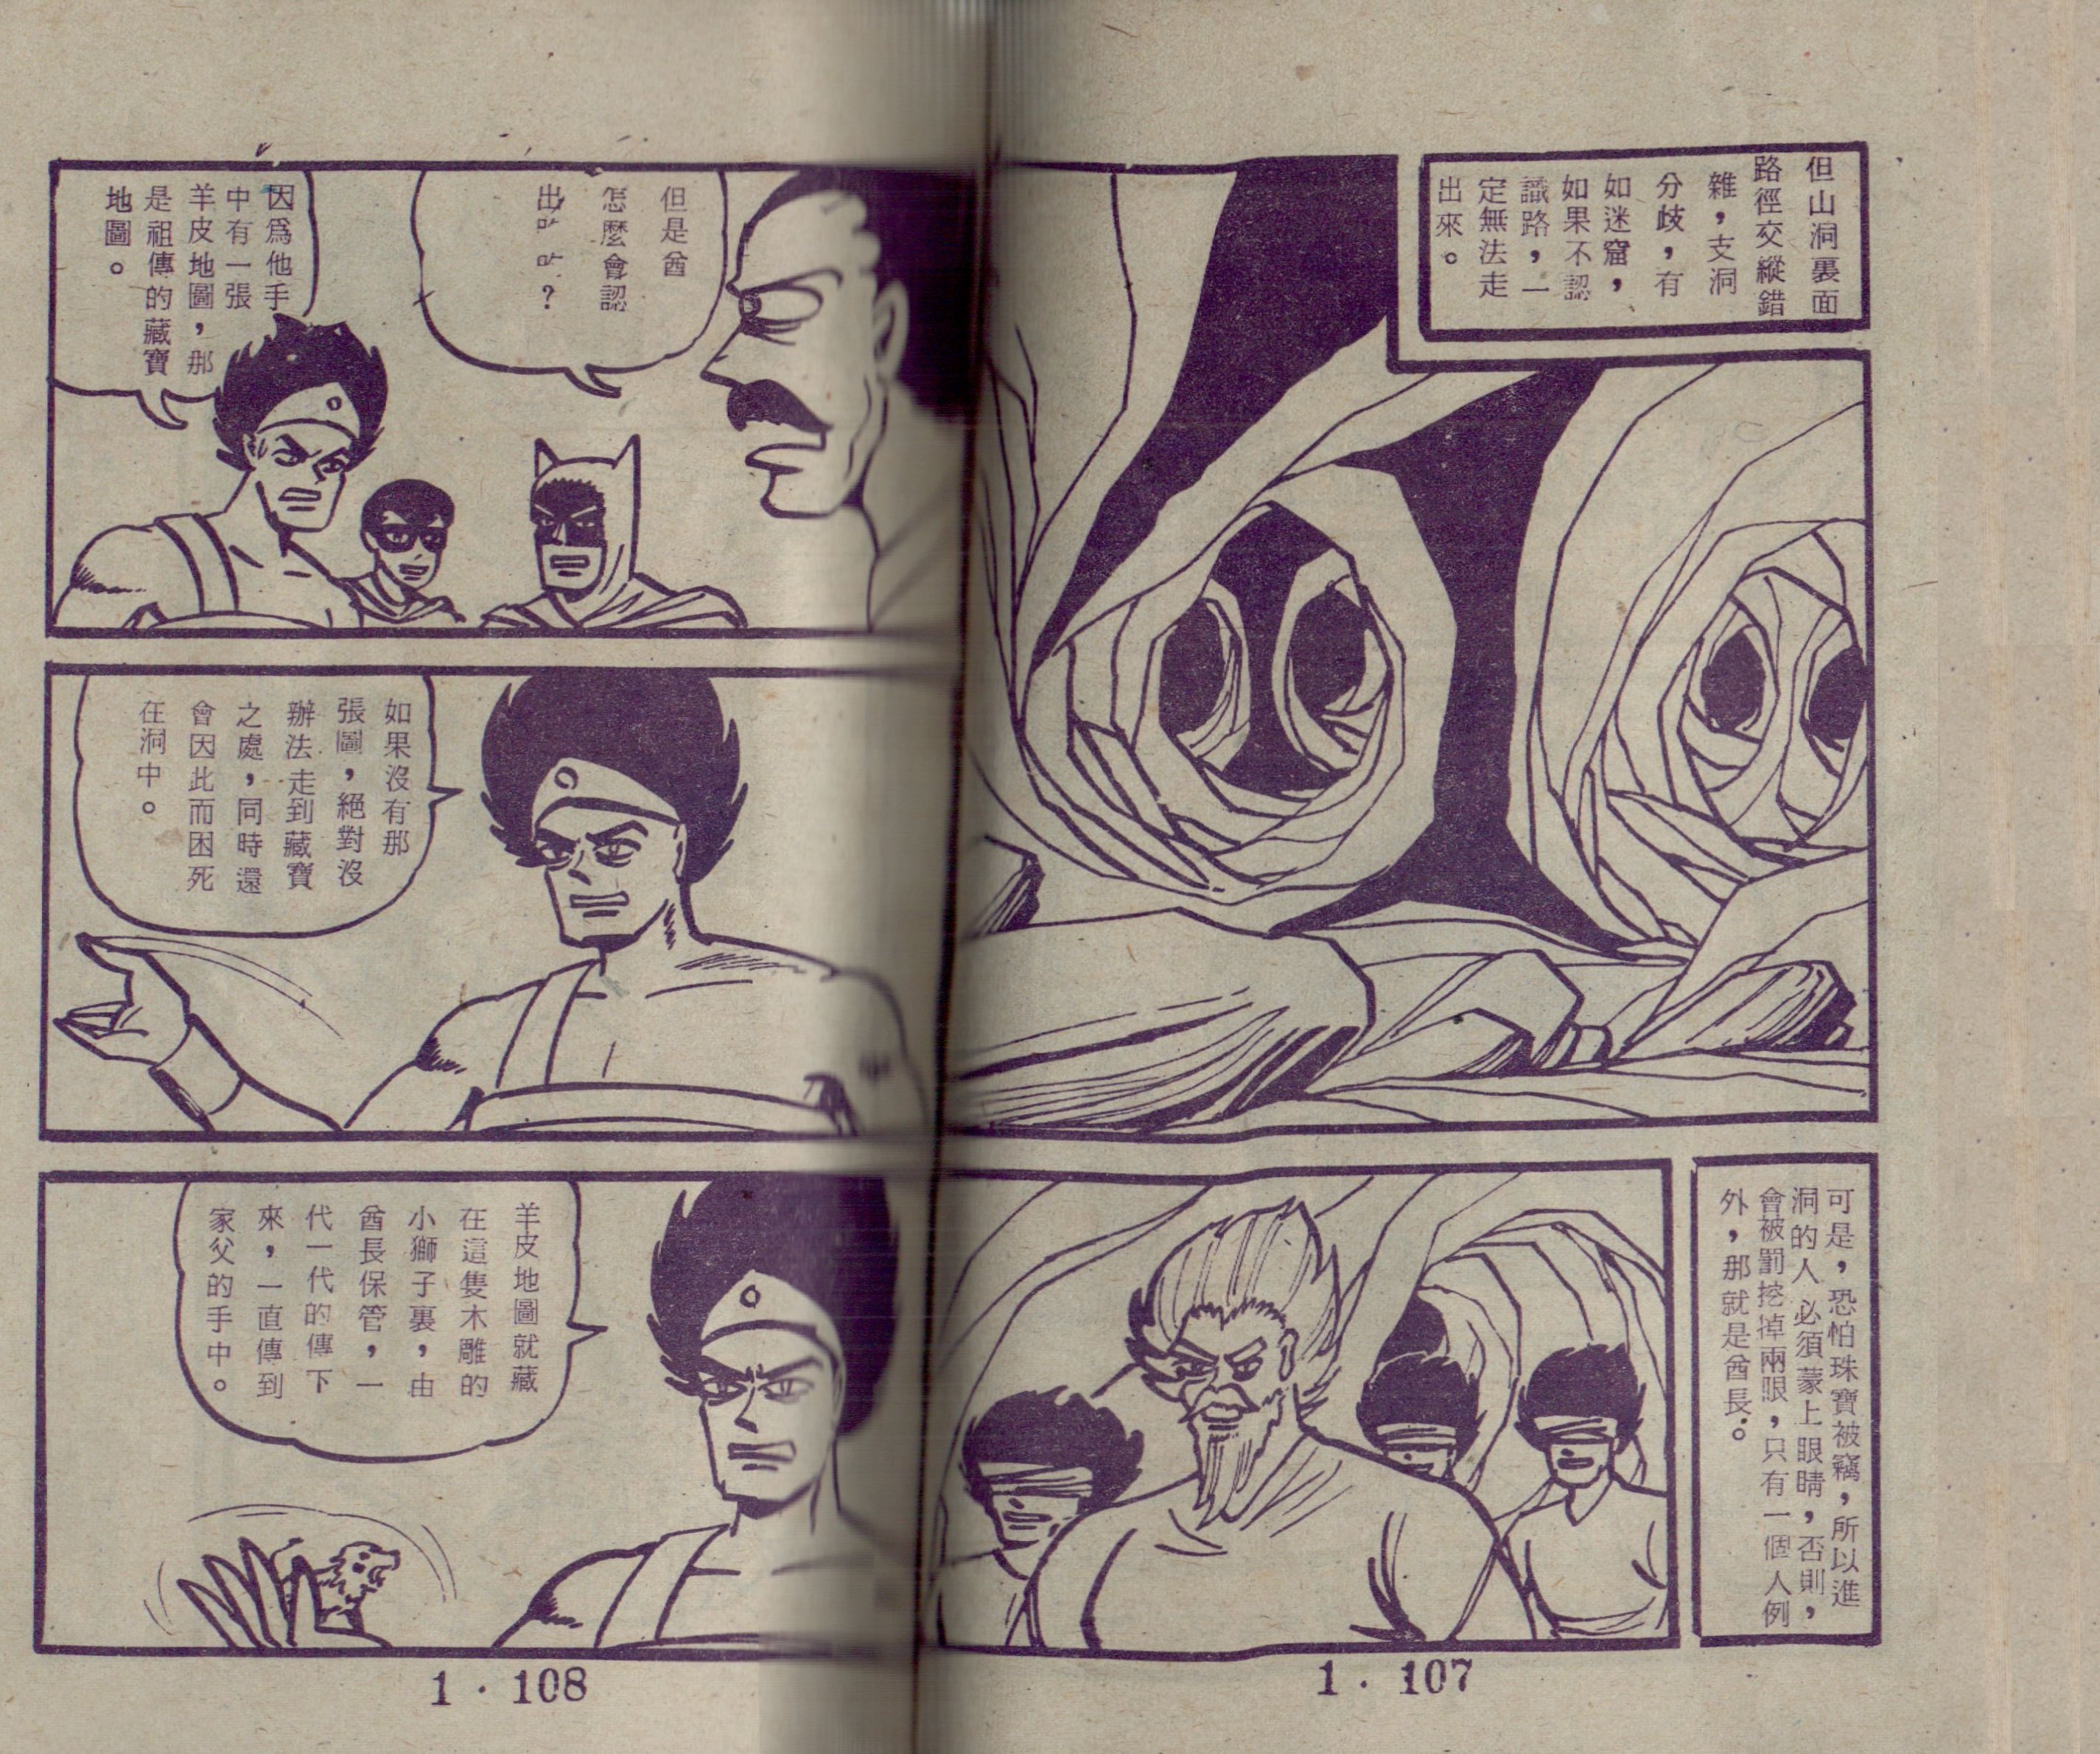 但山洞裏面
路徑交縱錯
雜，支洞
分歧，有
如迷窟，
如果不認
識路，一
定無法走
出來。
可是，恐怕珠寶被竊，所以進
洞的人必須蒙上眼睛，否則，
會被罰挖掉兩眼，只有一個人例
外，那就是酋長。
1．107
但是酋
怎麼會認
出 ？
因爲他手
中有一張
羊皮地圖，那
是祖傳的藏寶
地圖。
如果沒有那
張圖，絕對沒
辦法走到藏寶
之處，同時還
會因此而困死
在洞中。
羊皮地圖就藏
在這隻木雕的
小獅子裏，由
酋長保管，一
代一代的傳下
來，一直傳到
家父的手中。
1．108